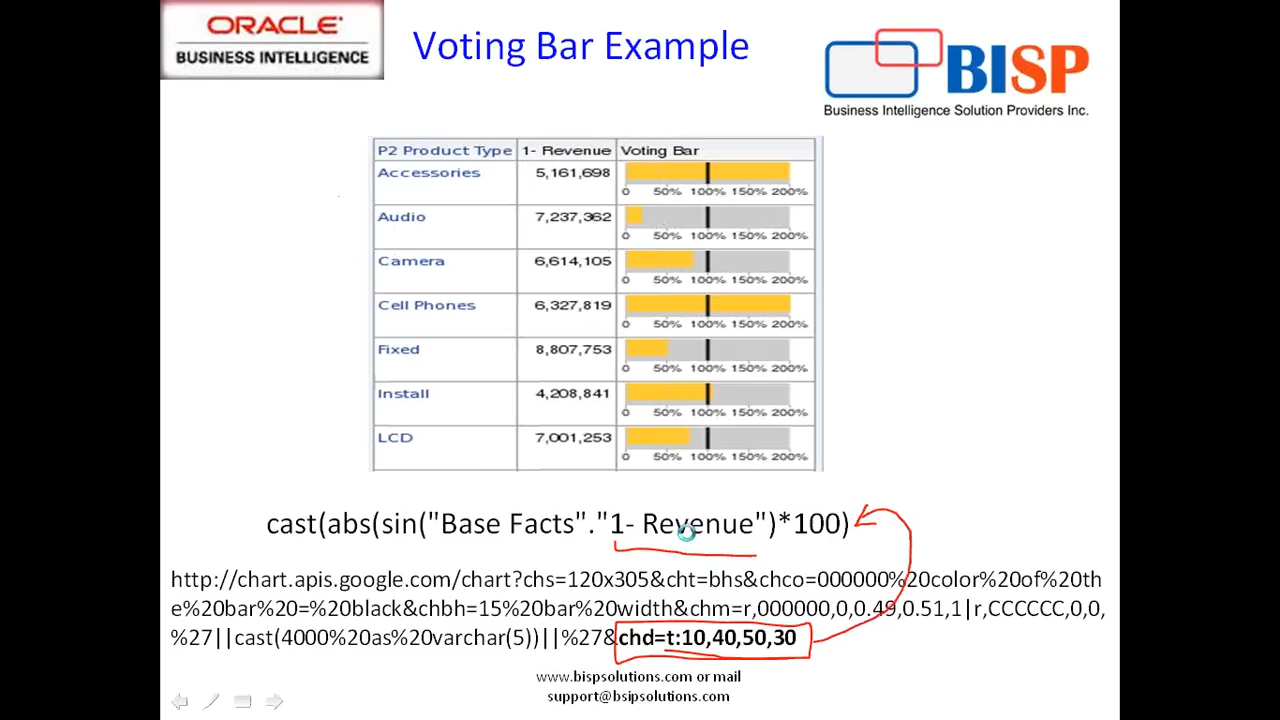 ORACLE
BUSINESS INTELLIGENCE
Voting Bar Example
BISP
Business Intelligence Solution Providers Inc.
P2 Product Type 1- Revenue Voting Bar
Accessories 5,161,698
0 50% 100% 150% 200%
Audio 7,237,362
0 50% 100% 150% 200%
Camera 6,614,105
0 50% 100% 150% 200%
Cell Phones 6,327,819
0 50% 100% 150% 200%
Fixed 8,807,753
0 50% 100% 150% 200%
Install 4,208,841
0 50% 100% 150% 200%
LCD 7,001,253
0 50% 100% 150% 200%
cast(abs(sin("Base Facts"."1- Revenue")*100)
http://chart.apis.google.com/chart?chs=120x305&cht=bhs&chco=000000%20color%20of%20th
e%20bar%20=%20black&chbh=15%20bar%20width&chm=r,000000,0,0.49,0.51,1|r,CCCCCC,0,0,
%27||cast(4000%20as%20varchar(5))||%27&chd=t:10,40,50,30
www.bispsolutions.com or mail
support@bsipsolutions.com